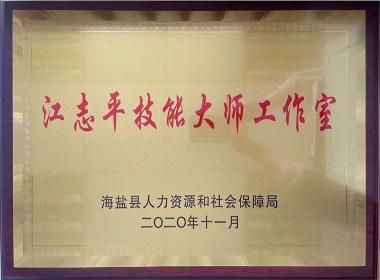 江志平技能大师工作室
海盐县人力资源和社会保障局
二〇二〇年十一月